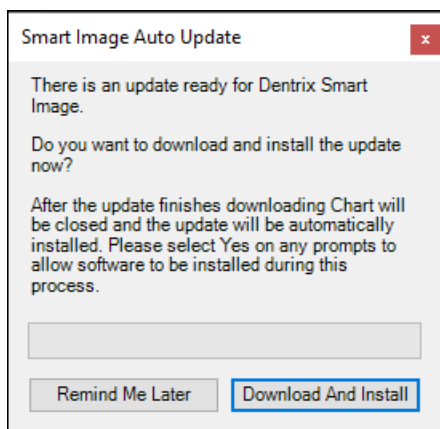 Smart Image Auto Update
x
There is an update ready for Dentrix Smart
Image.
Do you want to download and install the update
now?
After the update finishes downloading Chart will
be closed and the update will be automatically
installed. Please select Yes on any prompts to
allow software to be installed during this
process.
Remind Me Later
Download And Install